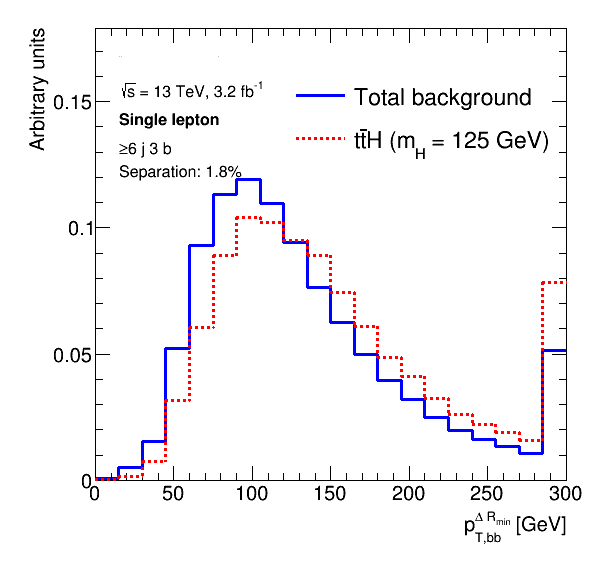 Arbitrary units
√s = 13 TeV, 3.2 fb⁻¹
Single lepton
≥6 j 3 b
Separation: 1.8%
Total background
tt̄H (m_H = 125 GeV)
0.15
0.1
0.05
0
0 50 100 150 200 250 300
p_T,bb^Δ R_min [GeV]